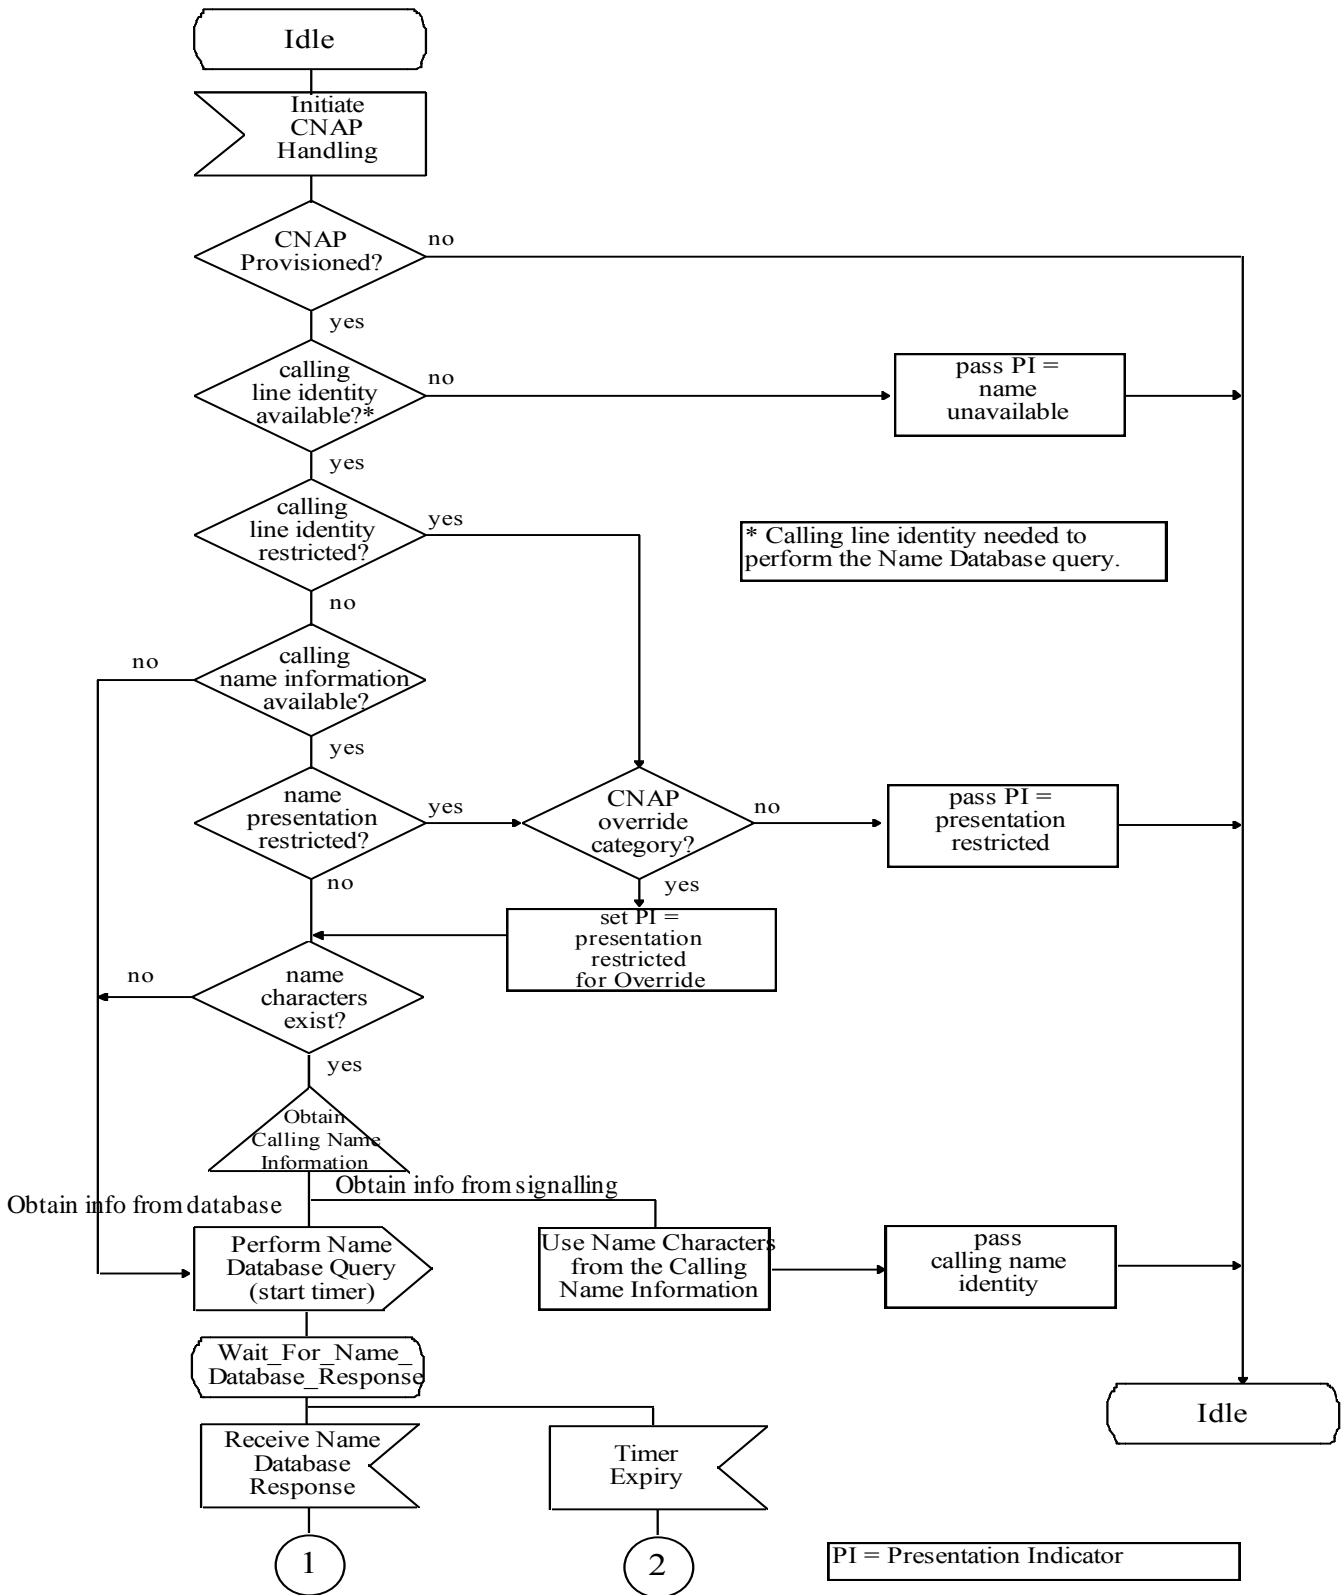 Idle
Initiate
CNAP
Handling
CNAP
Provisioned?
no
yes
calling
line identity
available?*
no
pass PI =
name
unavailable
yes
calling
line identity
restricted?
yes
* Calling line identity needed to
perform the Name Database query.
no
calling
name information
available?
no
yes
name
presentation
restricted?
yes
CNAP
override
category?
no
pass PI =
presentation
restricted
no
yes
set PI =
presentation
restricted
for Override
name
characters
exist?
no
yes
Obtain
Calling Name
Information
Obtain info from signalling
Obtain info from database
Perform Name
Database Query
(start timer)
Use Name Characters
from the Calling
Name Information
pass
calling name
identity
Wait_For_Name_
Database_Response
Idle
Receive Name
Database
Response
Timer
Expiry
1
2
PI = Presentation Indicator